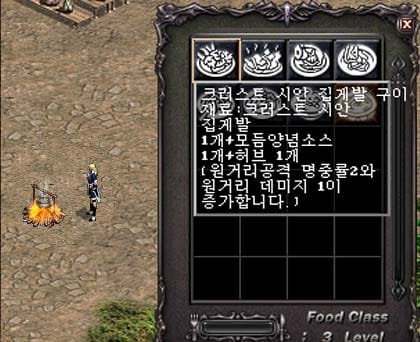 크러스트 시안 집게발 구이
재료:크러스트 시안
집게발
1개+모듬양념소스
1개+허브 1개
(원거리공격 명중률2와
원거리 데미지 1이
증가합니다.)
Food Class
: 3 Level